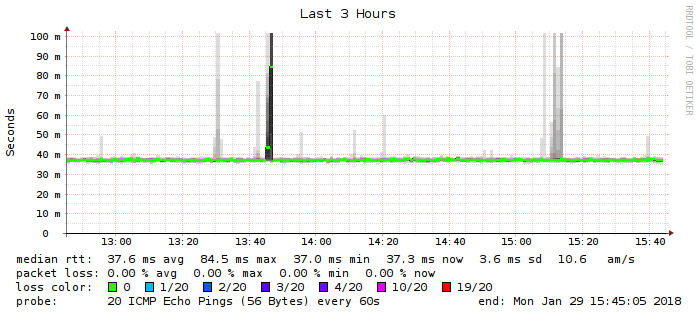 Last 3 Hours
RRDTOOL / TOBI OETIKER
Seconds
100 m
90 m
80 m
70 m
60 m
50 m
40 m
30 m
20 m
10 m
0
13:00 13:20 13:40 14:00 14:20 14:40 15:00 15:20 15:40
median rtt: 37.6 ms avg 84.5 ms max 37.0 ms min 37.3 ms now 3.6 ms sd 10.6 am/s
packet loss: 0.00 % avg 0.00 % max 0.00 % min 0.00 % now
loss color: 0 1/20 2/20 3/20 4/20 10/20 19/20
probe: 20 ICMP Echo Pings (56 Bytes) every 60s end: Mon Jan 29 15:45:05 2018